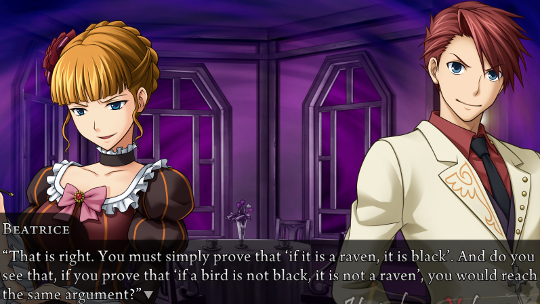 BEATRICE
"That is right. You must simply prove that 'if it is a raven, it is black'. And do you
see that, if you prove that 'if a bird is not black, it is not a raven', you would reach
the same argument?"